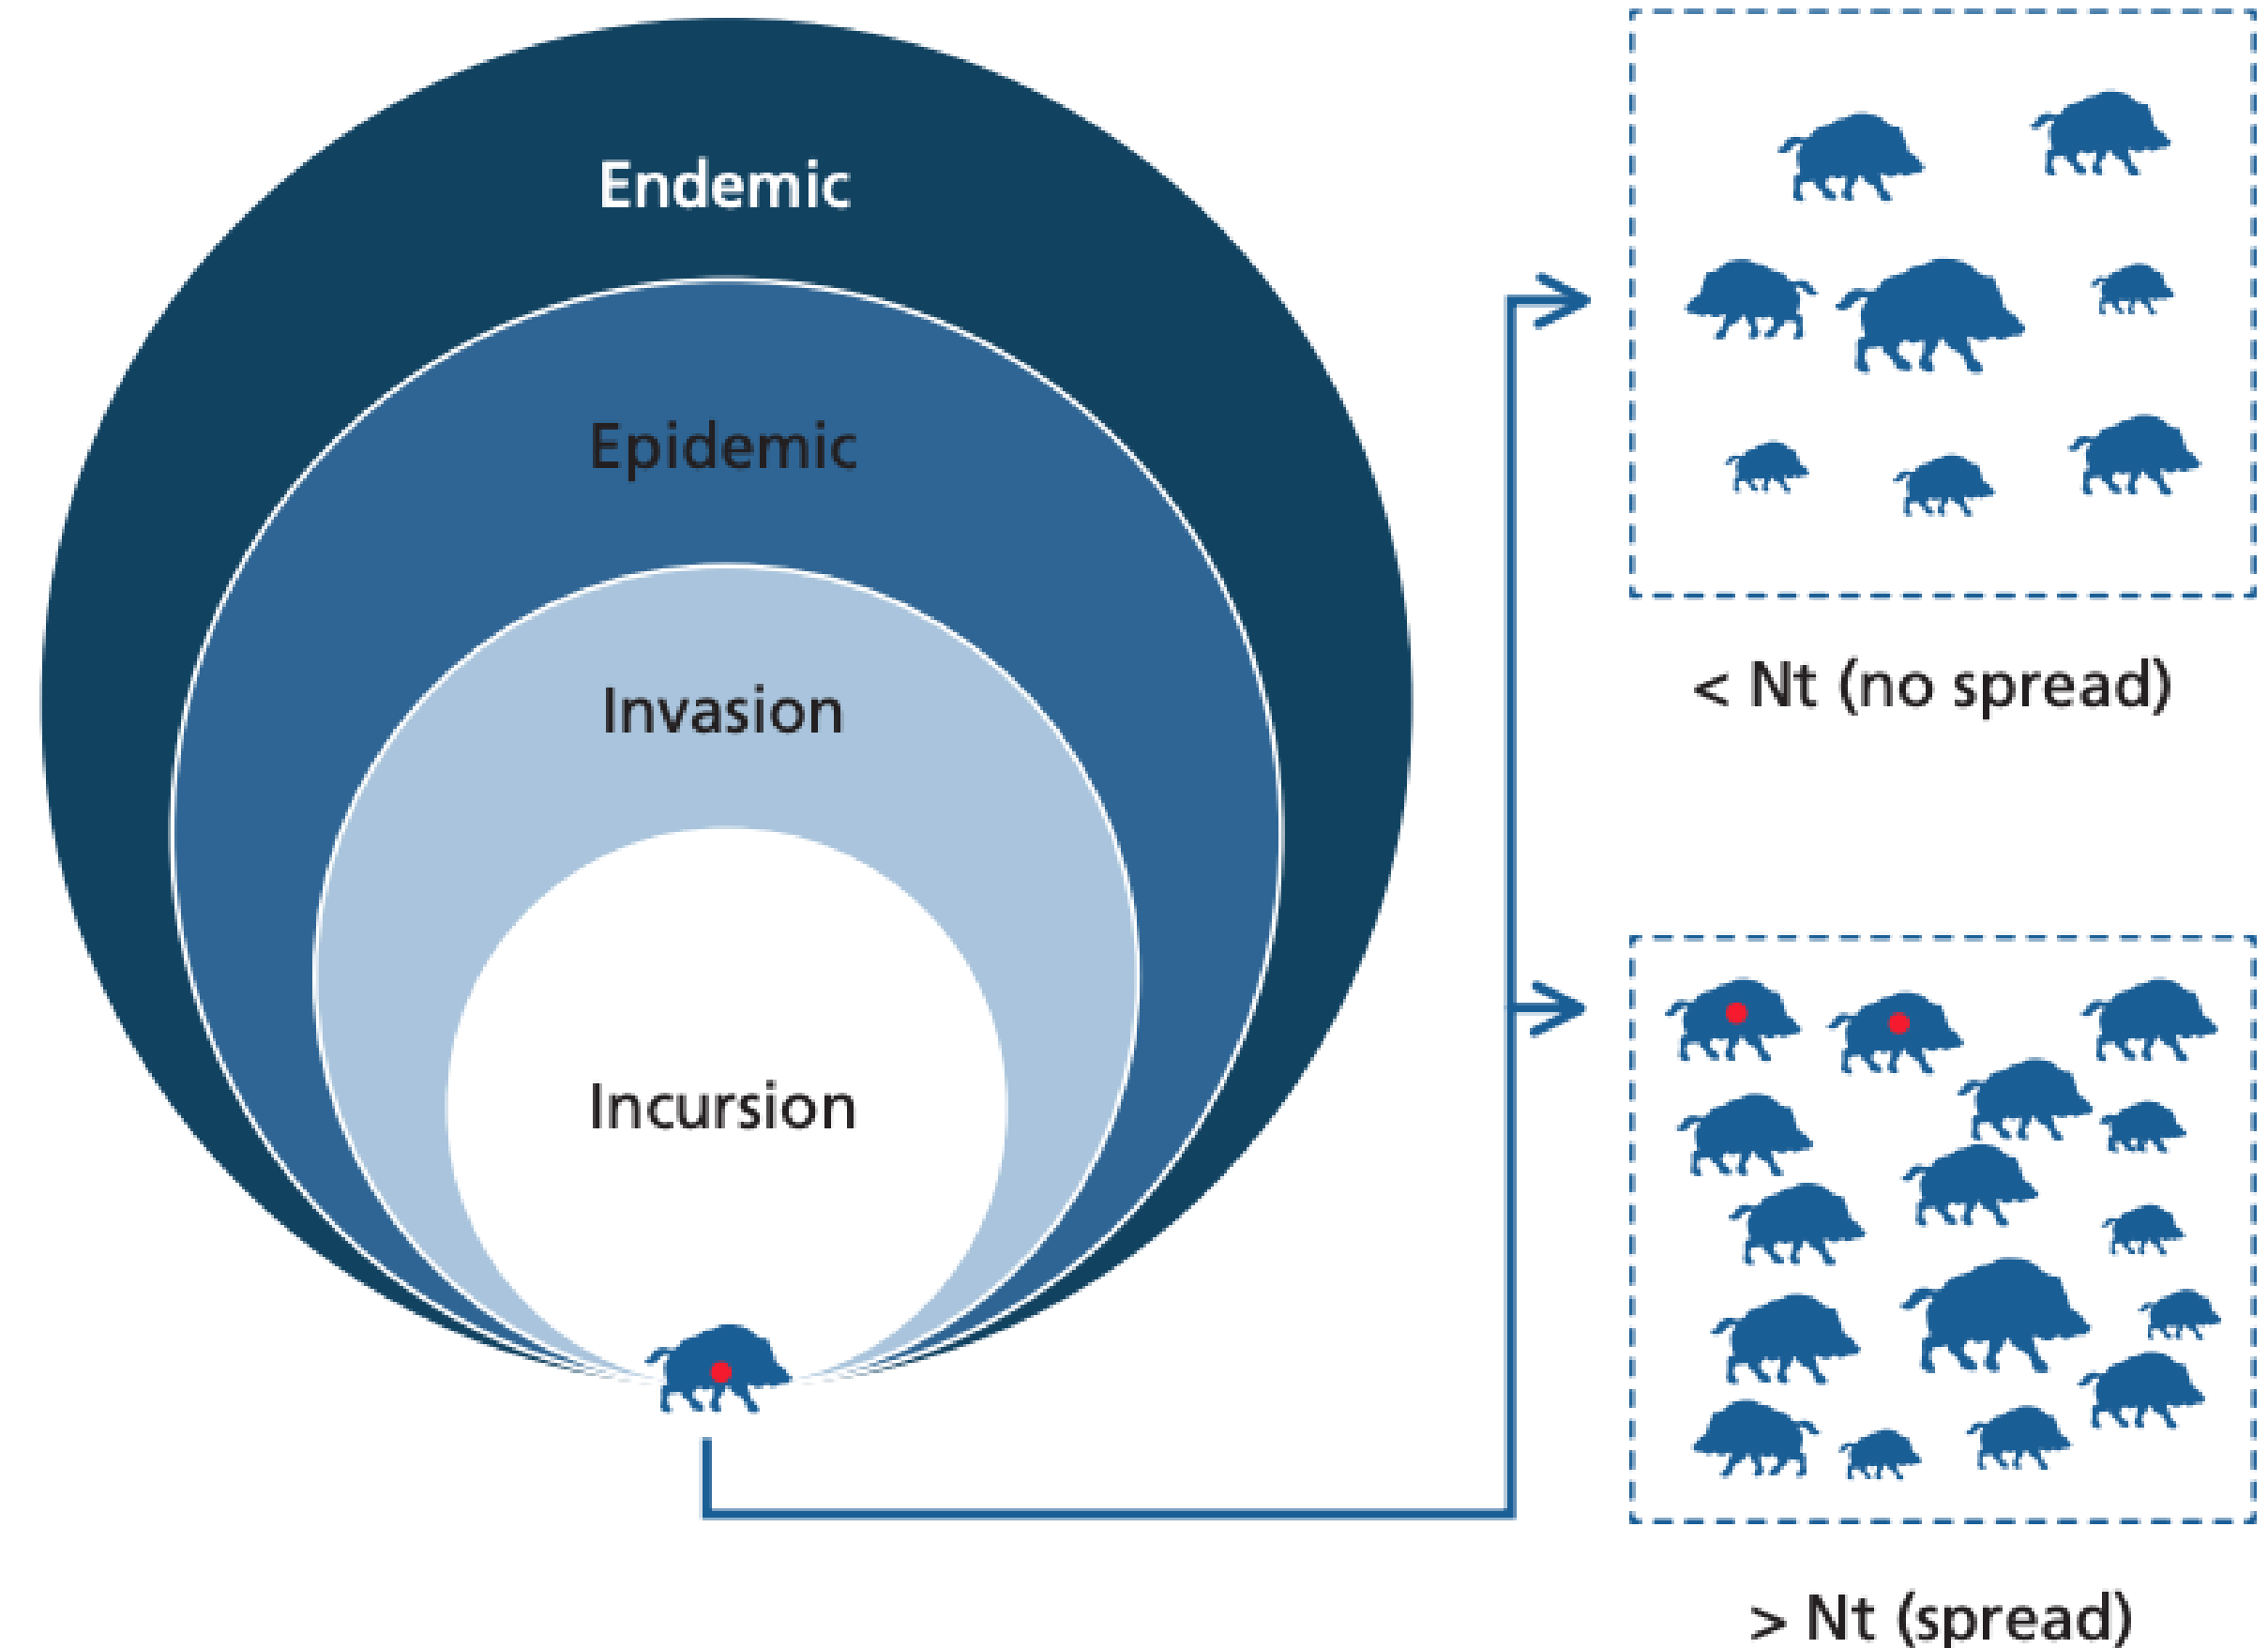 Endemic
Epidemic
Invasion
Incursion
< Nt (no spread)
> Nt (spread)